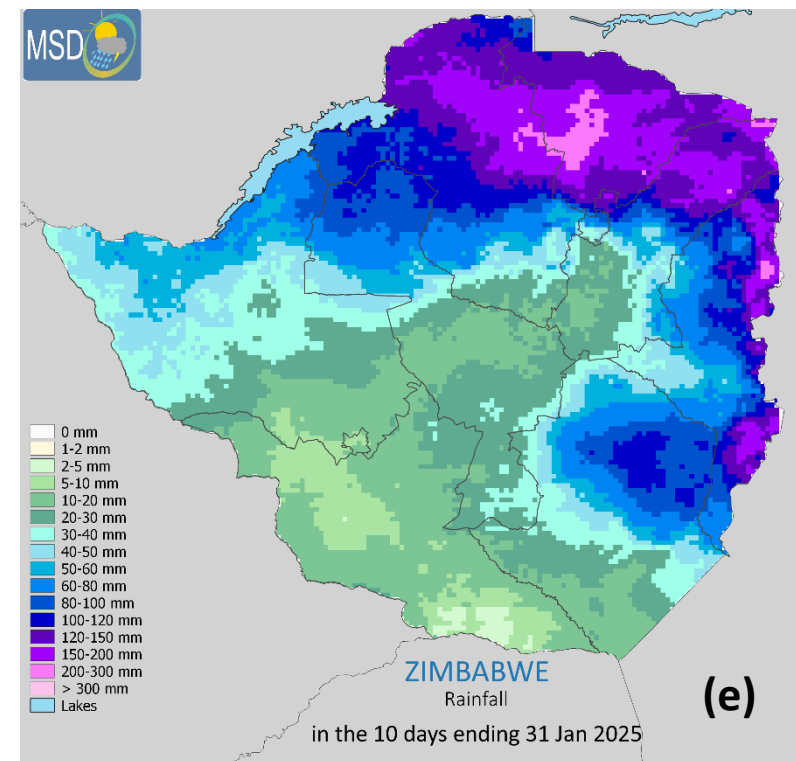 MSD
0 mm
1-2 mm
2-5 mm
5-10 mm
10-20 mm
20-30 mm
30-40 mm
40-50 mm
50-60 mm
60-80 mm
80-100 mm
100-120 mm
120-150 mm
150-200 mm
200-300 mm
> 300 mm
Lakes
ZIMBABWE
Rainfall
in the 10 days ending 31 Jan 2025
(e)